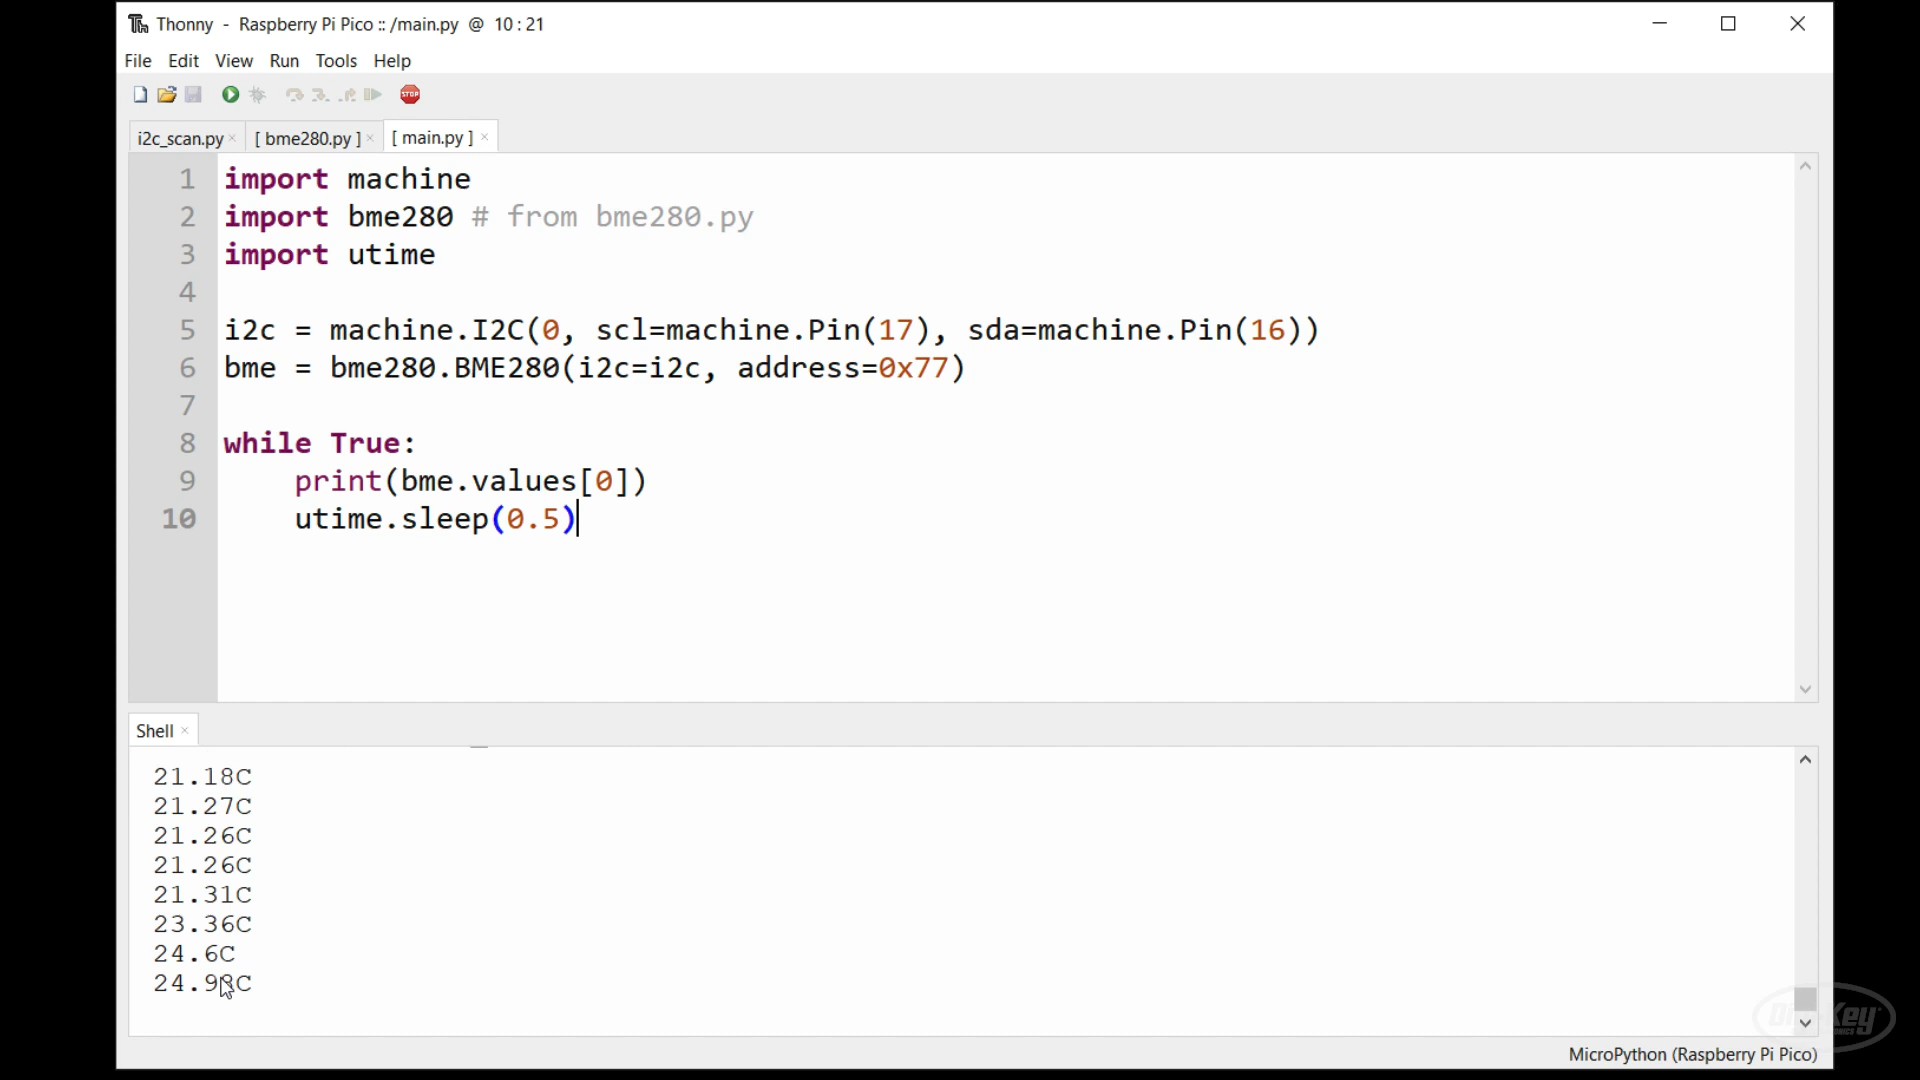 Thonny - Raspberry Pi Pico :: /main.py @ 10 : 21
File Edit View Run Tools Help
STOP
i2c_scan.py × [ bme280.py ] × [ main.py ] ×
1 import machine
2 import bme280 # from bme280.py
3 import utime
4
5 i2c = machine.I2C(0, scl=machine.Pin(17), sda=machine.Pin(16))
6 bme = bme280.BME280(i2c=i2c, address=0x77)
7
8 while True:
9     print(bme.values[0])
10     utime.sleep(0.5)
Shell ×
21.18C
21.27C
21.26C
21.26C
21.31C
23.36C
24.6C
MicroPython (Raspberry Pi Pico)